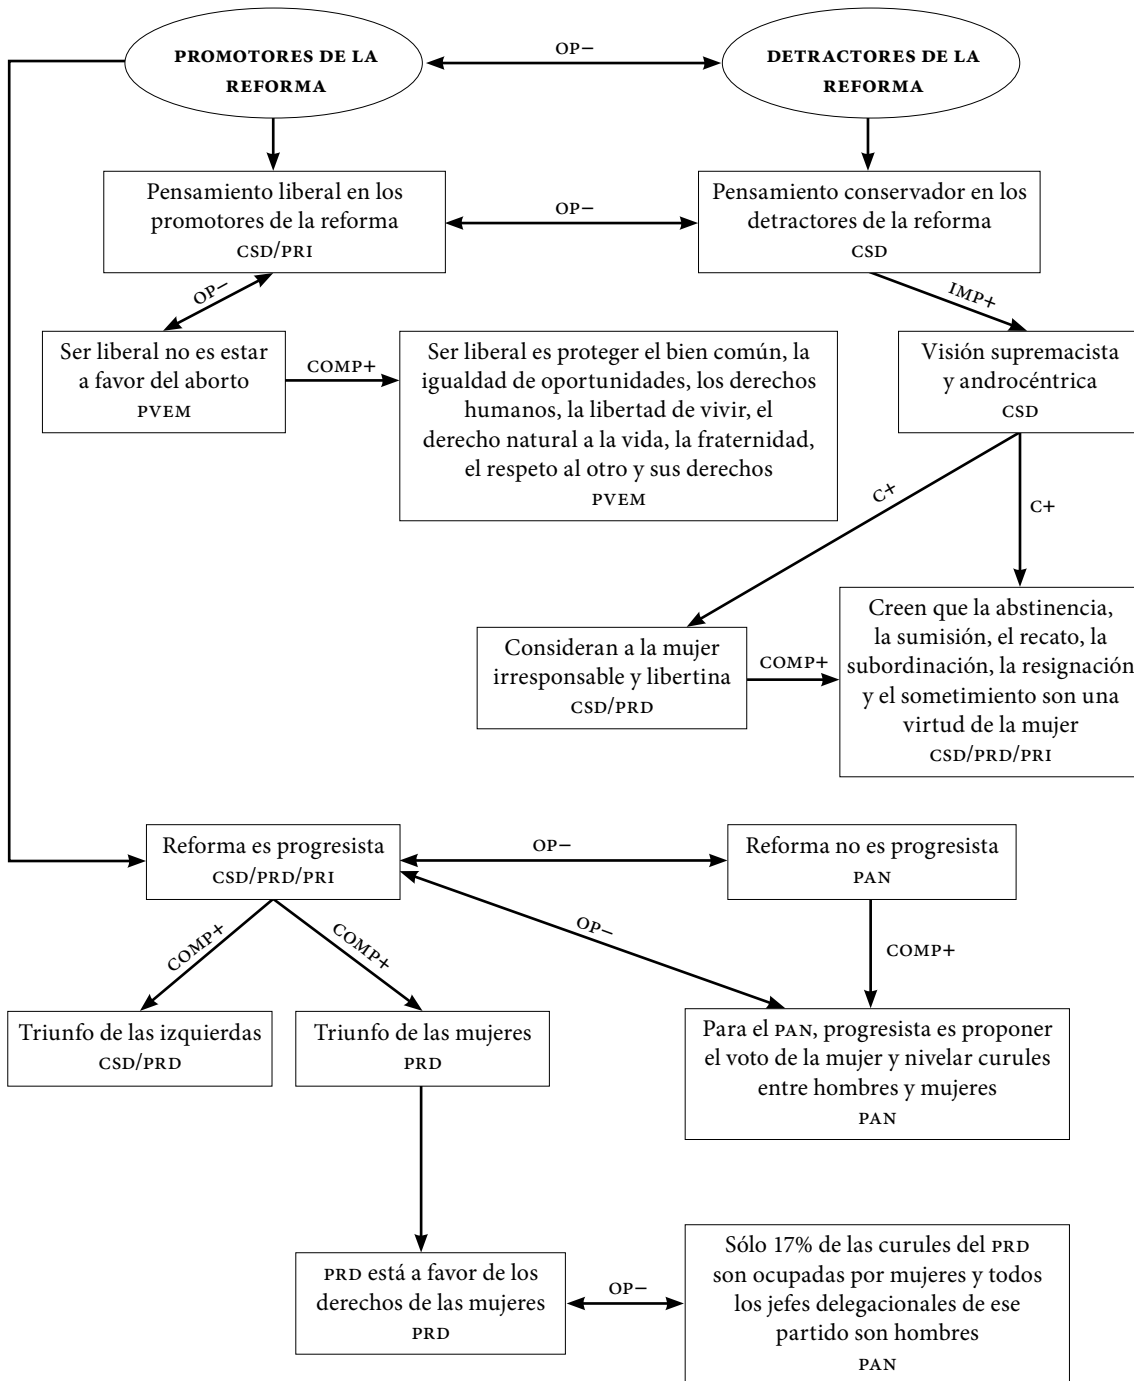 PROMOTORES DE LA
REFORMA
OP–
DETRACTORES DE LA
REFORMA
Pensamiento liberal en los
promotores de la reforma
CSD/PRI
OP–
Pensamiento conservador en los
detractores de la reforma
CSD
OP–
IMP+
Ser liberal no es estar
a favor del aborto
PVEM
COMP+
Ser liberal es proteger el bien común, la
igualdad de oportunidades, los derechos
humanos, la libertad de vivir, el
derecho natural a la vida, la fraternidad,
el respeto al otro y sus derechos
PVEM
Visión supremacista
y androcéntrica
CSD
C+
C+
Consideran a la mujer
irresponsable y libertina
CSD/PRD
COMP+
Creen que la abstinencia,
la sumisión, el recato, la
subordinación, la resignación
y el sometimiento son una
virtud de la mujer
CSD/PRD/PRI
Reforma es progresista
CSD/PRD/PRI
OP–
Reforma no es progresista
PAN
COMP+
COMP+
OP–
COMP+
Triunfo de las izquierdas
CSD/PRD
Triunfo de las mujeres
PRD
Para el PAN, progresista es proponer
el voto de la mujer y nivelar curules
entre hombres y mujeres
PAN
PRD está a favor de los
derechos de las mujeres
PRD
OP–
Sólo 17% de las curules del PRD
son ocupadas por mujeres y todos
los jefes delegacionales de ese
partido son hombres
PAN